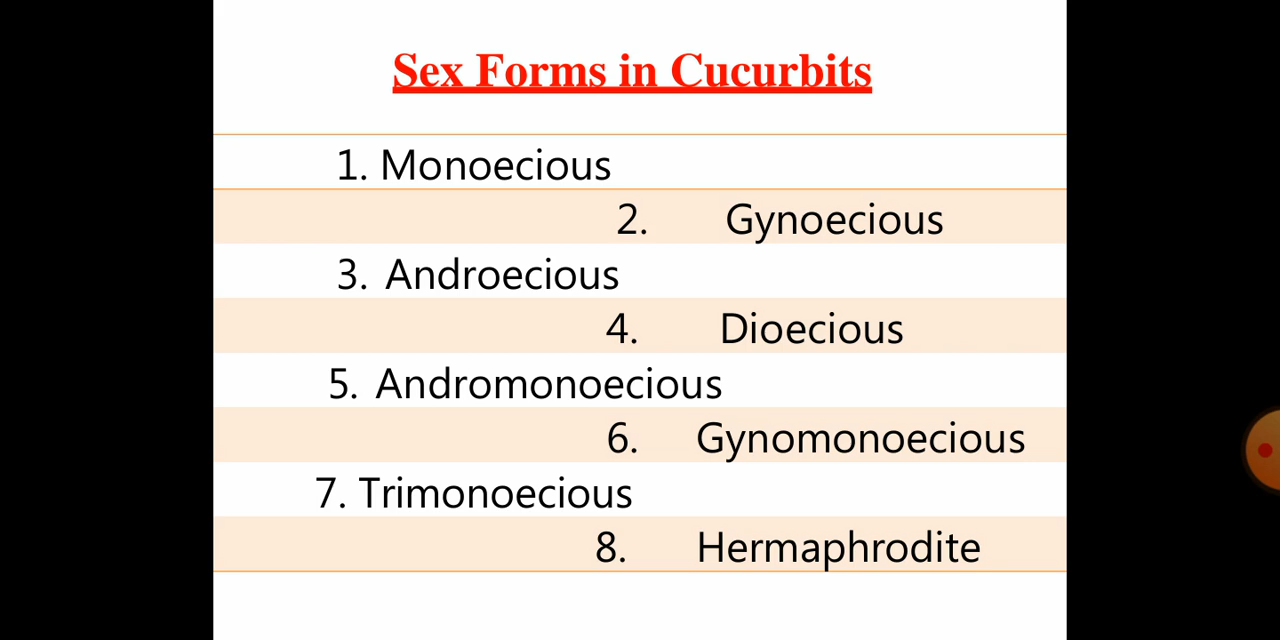 Sex Forms in Cucurbits
1. Monoecious
2. Gynoecious
3. Androecious
4. Dioecious
5. Andromonoecious
6. Gynomonoecious
7. Trimonoecious
8. Hermaphrodite